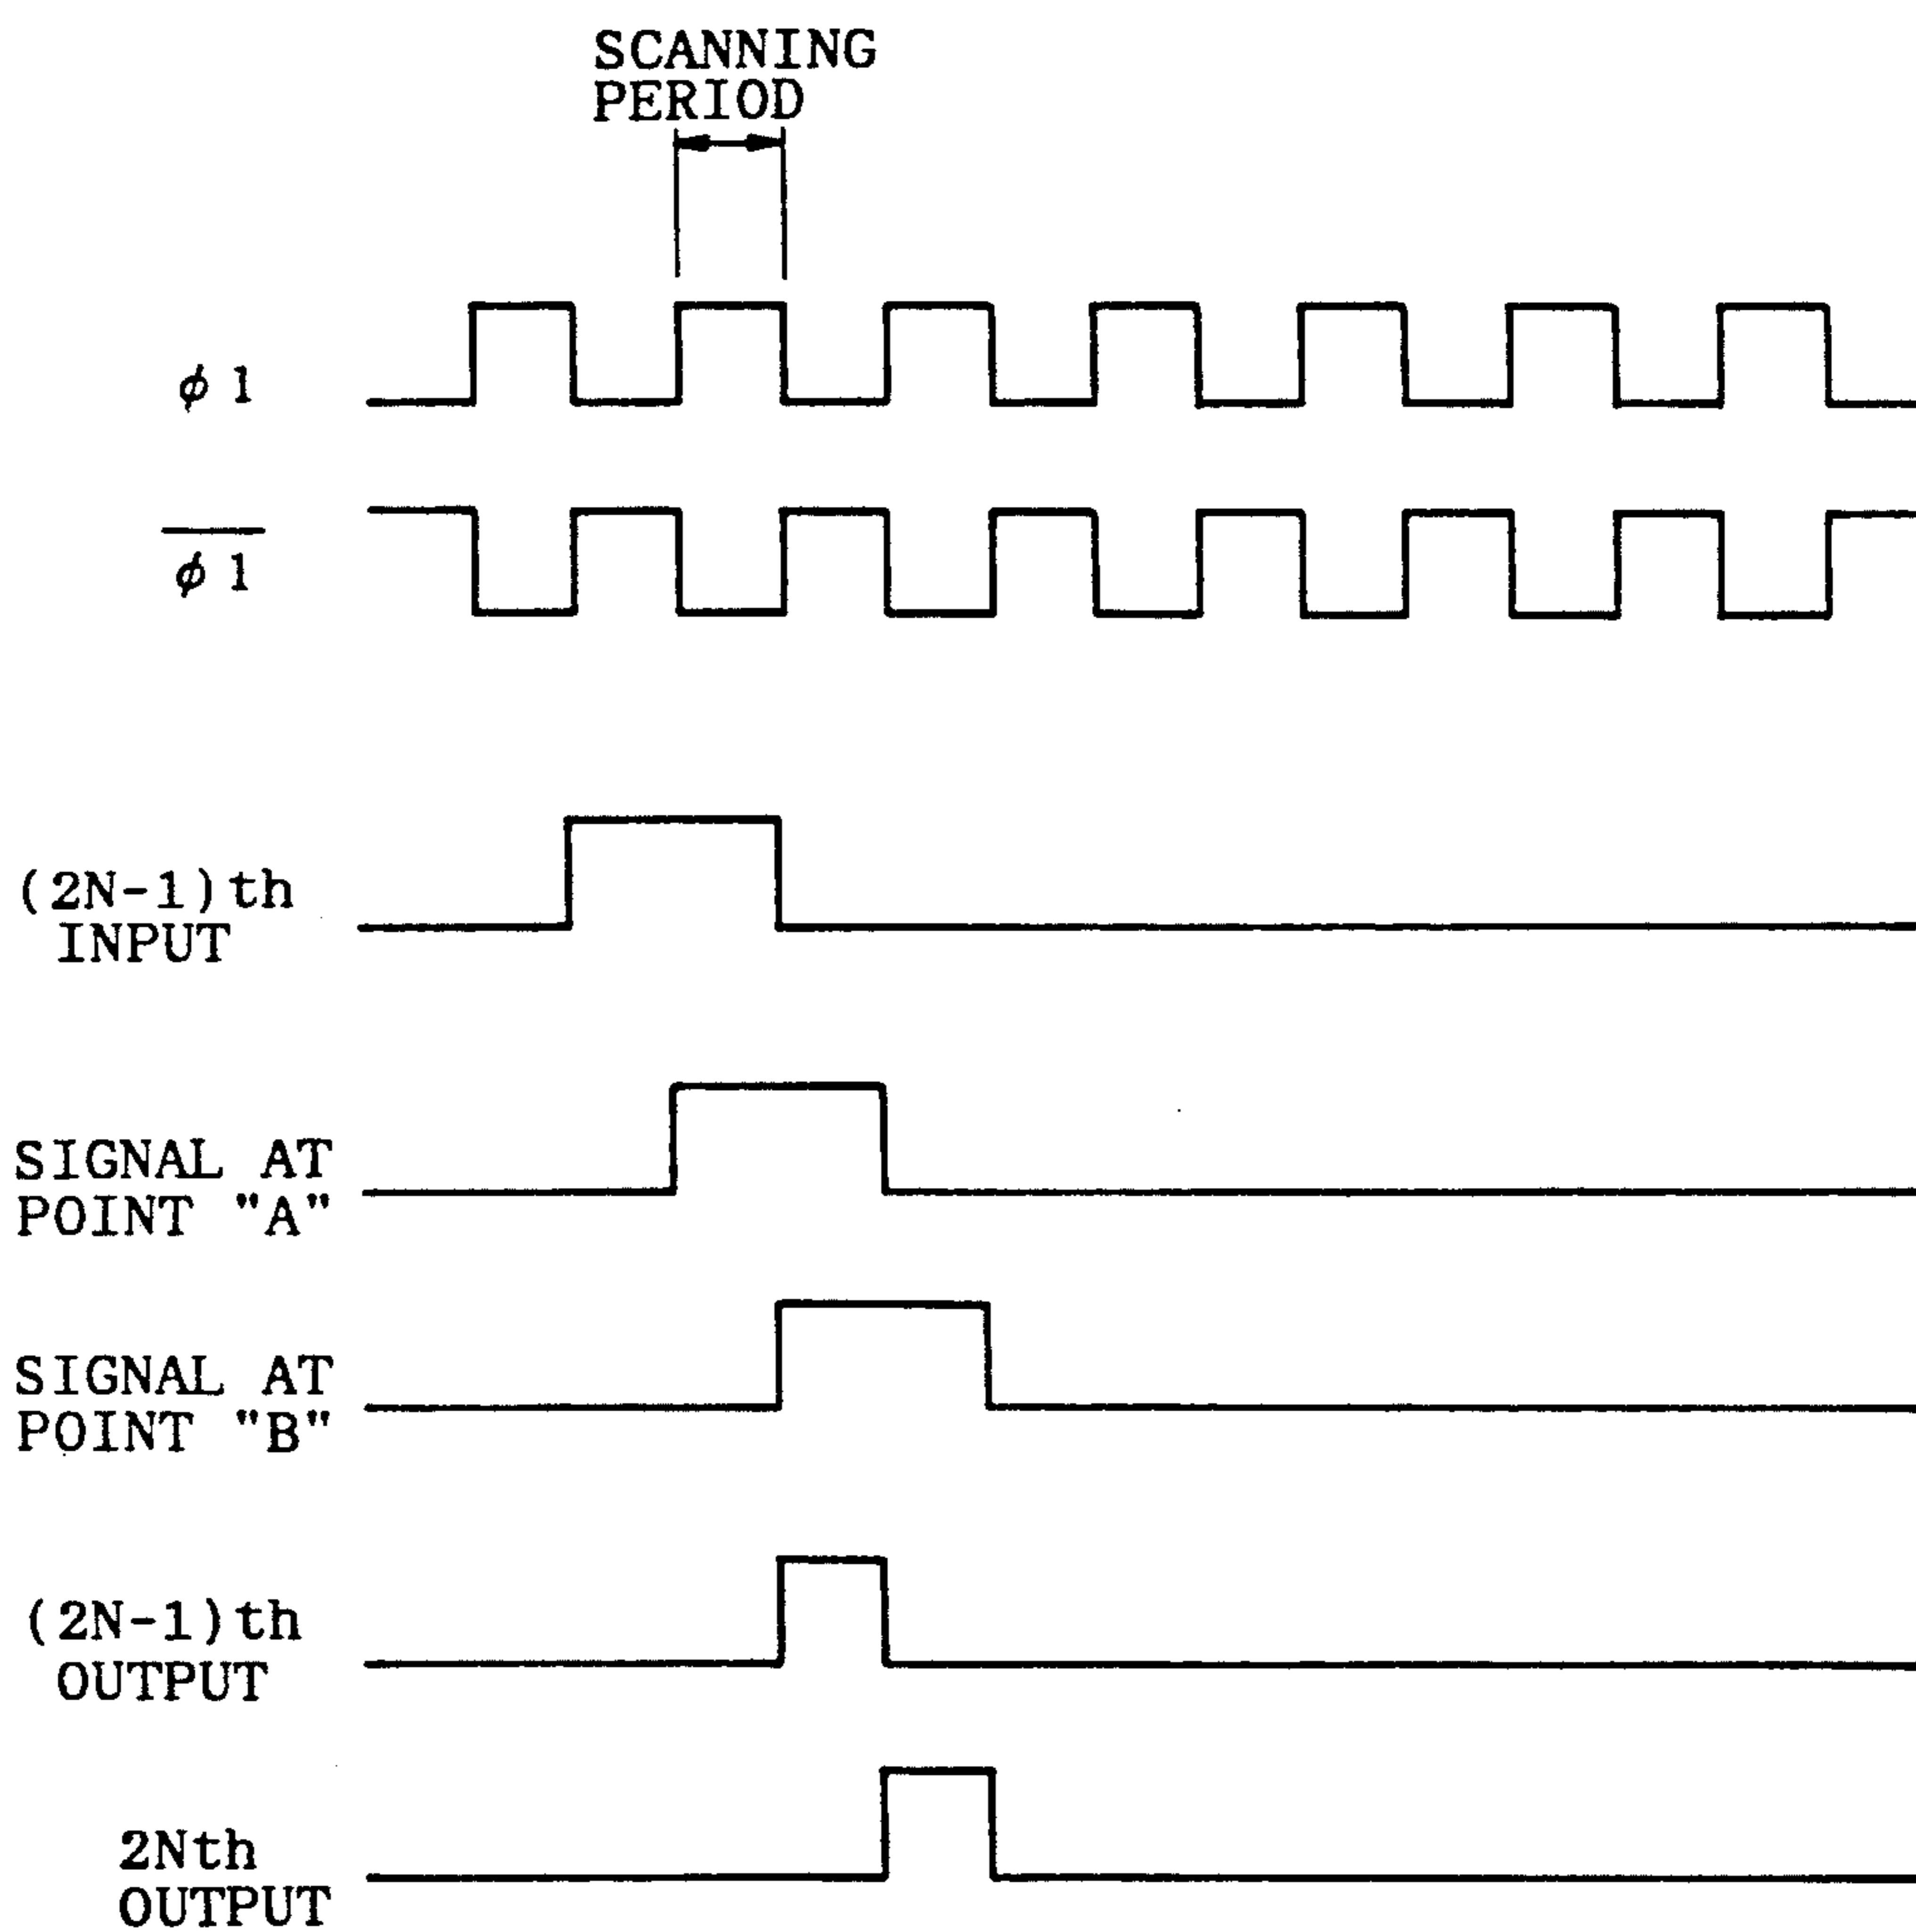 SCANNING
PERIOD
φ1
φ̅1̅
(2N-1)th
INPUT
SIGNAL AT
POINT "A"
SIGNAL AT
POINT "B"
(2N-1)th
OUTPUT
2Nth
OUTPUT